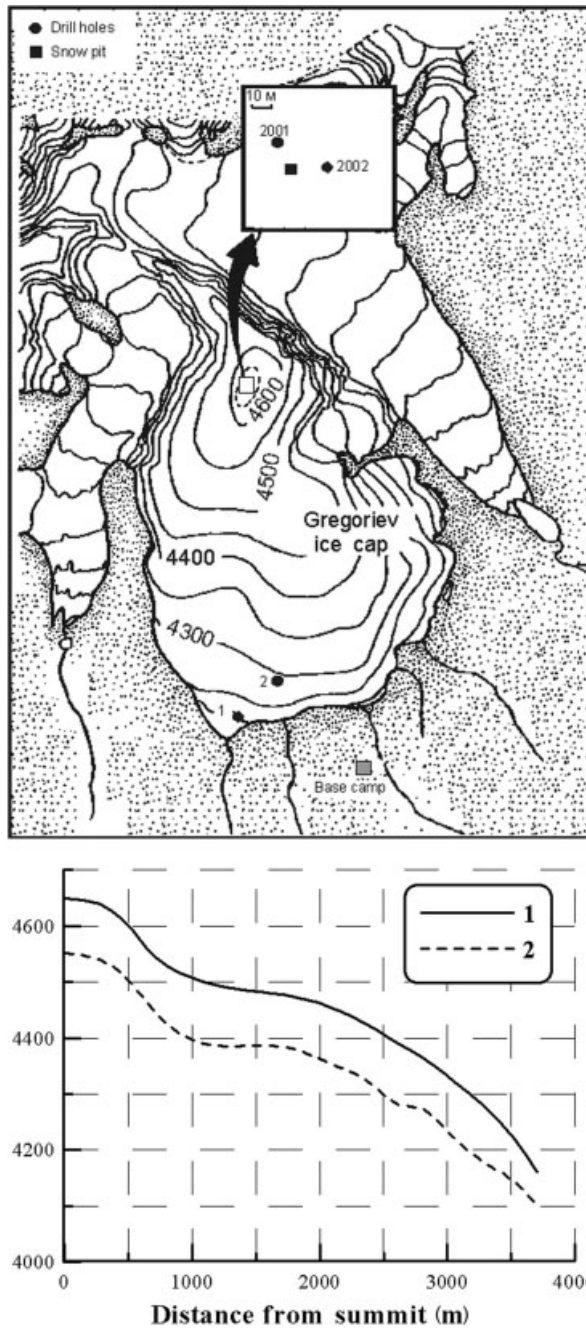 Drill holes
Snow pit
10 M
2001
2002
4600
4500
Gregoriev
ice cap
4400
4300
2
1
Base camp
4600
4400
4200
4000
1
2
0
1000
2000
3000
4000
Distance from summit (m)